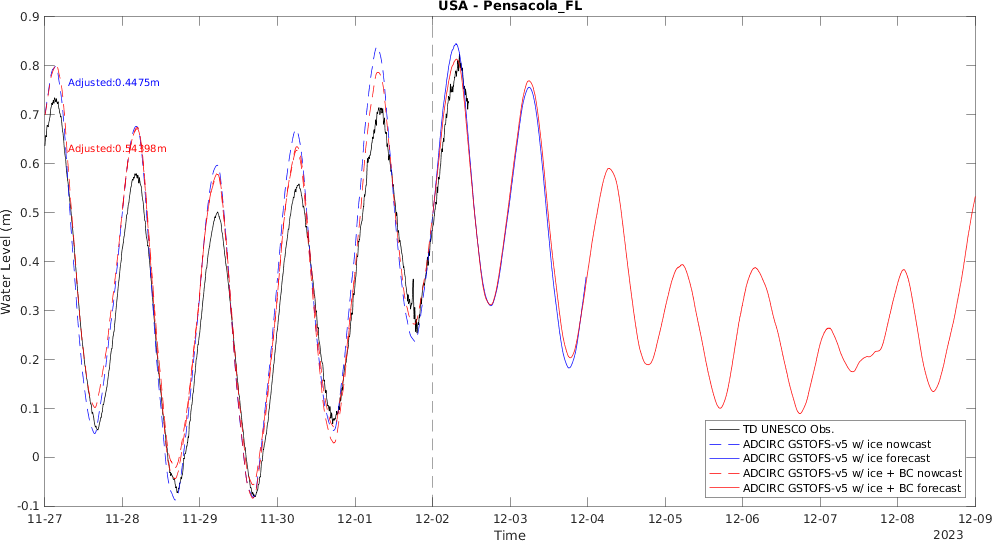 USA - Pensacola_FL
0.9
0.8
0.7
0.6
0.5
0.4
0.3
0.2
0.1
0
-0.1
Water Level (m)
Adjusted:0.4475m
Adjusted:0.54398m
TD UNESCO Obs.
ADCIRC GSTOFS-v5 w/ ice nowcast
ADCIRC GSTOFS-v5 w/ ice forecast
ADCIRC GSTOFS-v5 w/ ice + BC nowcast
ADCIRC GSTOFS-v5 w/ ice + BC forecast
11-27 11-28 11-29 11-30 12-01 12-02 12-03 12-04 12-05 12-06 12-07 12-08 12-09
Time
2023